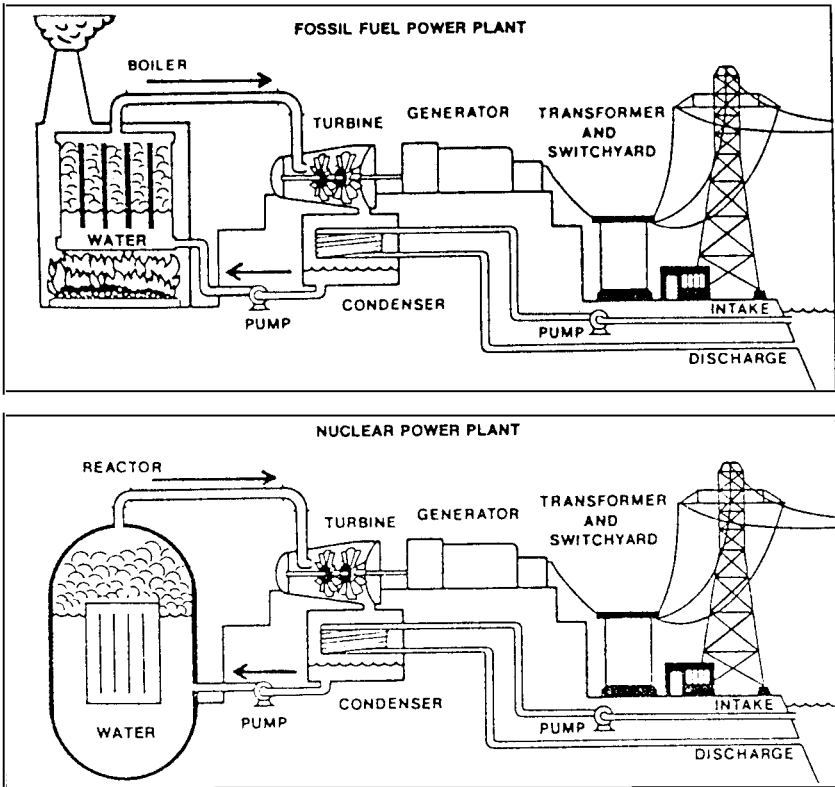 FOSSIL FUEL POWER PLANT
BOILER
TURBINE
GENERATOR
TRANSFORMER
AND
SWITCHYARD
WATER
PUMP
CONDENSER
PUMP
INTAKE
DISCHARGE
NUCLEAR POWER PLANT
REACTOR
TURBINE
GENERATOR
TRANSFORMER
AND
SWITCHYARD
WATER
PUMP
CONDENSER
PUMP
INTAKE
DISCHARGE